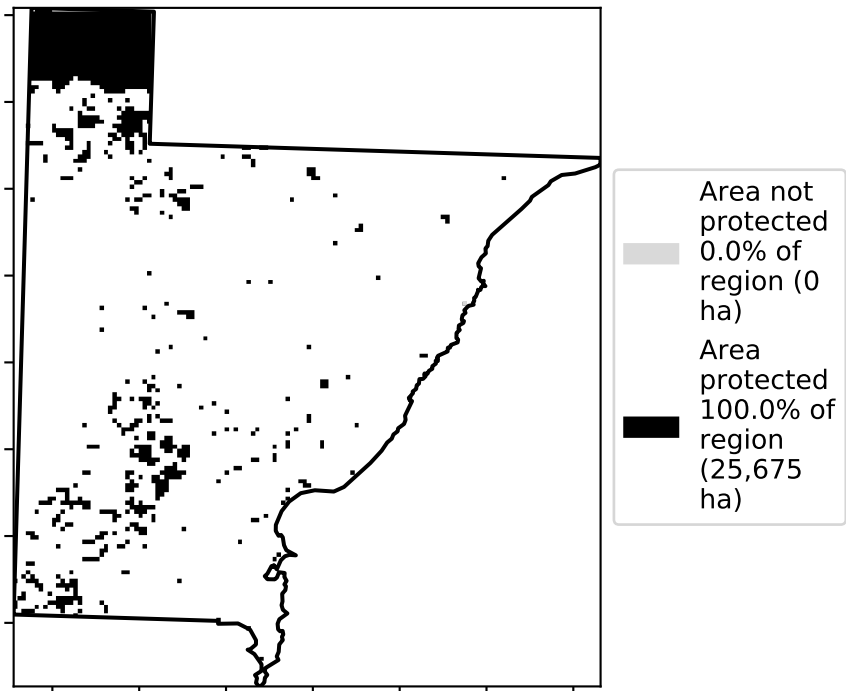 Area not
protected
0.0% of
region (0
ha)
Area
protected
100.0% of
region
(25,675
ha)